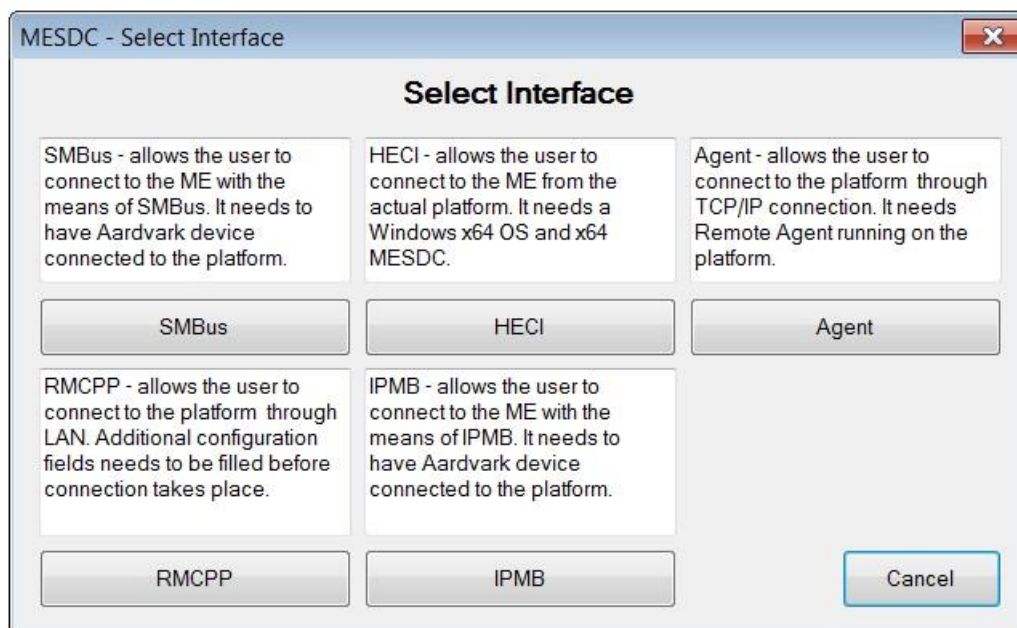 MESDC - Select Interface
Select Interface
SMBus - allows the user to
connect to the ME with the
means of SMBus. It needs to
have Aardvark device
connected to the platform.
SMBus
HECI - allows the user to
connect to the ME from the
actual platform. It needs a
Windows x64 OS and x64
MESDC.
HECI
Agent - allows the user to
connect to the platform through
TCP/IP connection. It needs
Remote Agent running on the
platform.
Agent
RMCPP - allows the user to
connect to the platform through
LAN. Additional configuration
fields needs to be filled before
connection takes place.
RMCPP
IPMB - allows the user to
connect to the ME with the
means of IPMB. It needs to
have Aardvark device
connected to the platform.
IPMB
Cancel